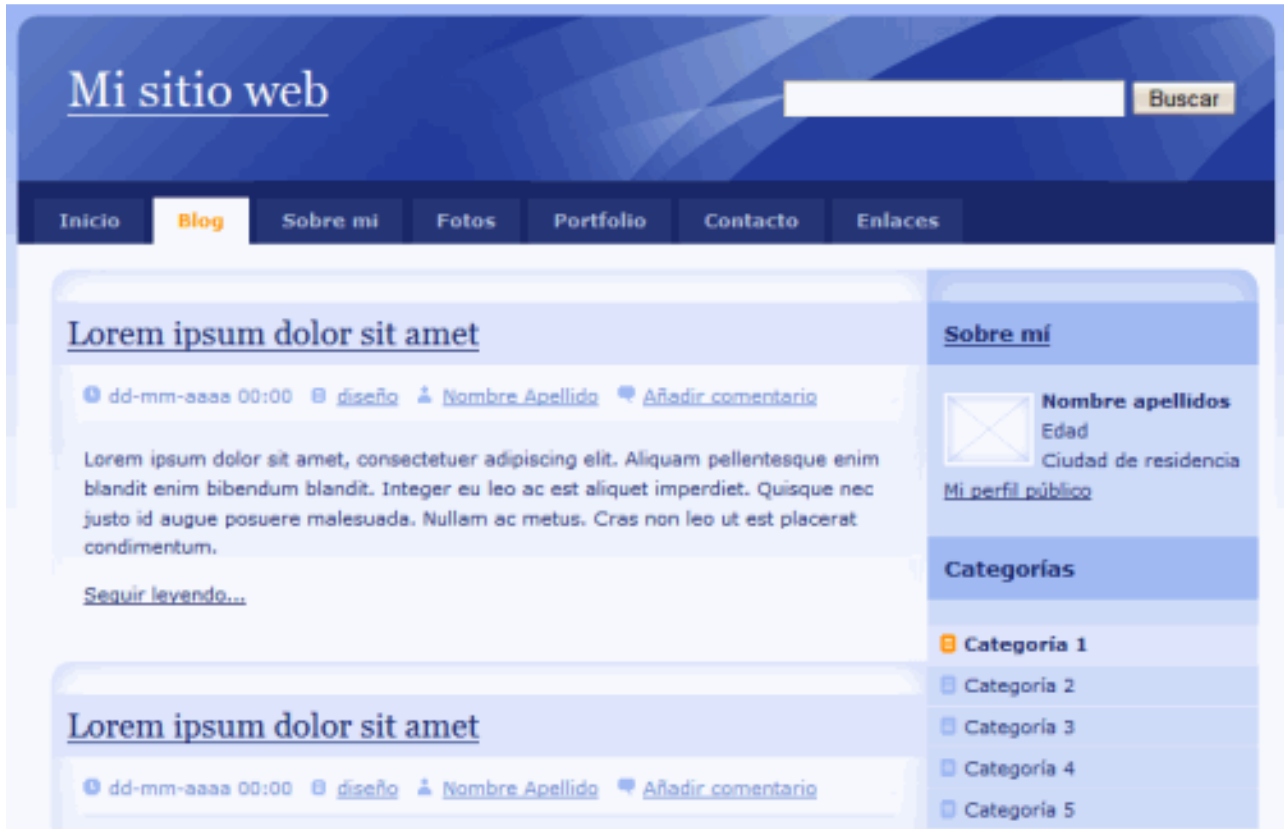 Mi sitio web
Buscar
Inicio Blog Sobre mi Fotos Portfolio Contacto Enlaces
Lorem ipsum dolor sit amet
dd-mm-aaaa 00:00 diseño Nombre Apellido Añadir comentario
Lorem ipsum dolor sit amet, consectetuer adipiscing elit. Aliquam pellentesque enim
blandit enim bibendum blandit. Integer eu leo ac est aliquet imperdiet. Quisque nec
justo id augue posuere malesuada. Nullam ac metus. Cras non leo ut est placerat
condimentum.
Seguir leyendo...
Lorem ipsum dolor sit amet
dd-mm-aaaa 00:00 diseño Nombre Apellido Añadir comentario
Sobre mí
Nombre apellidos
Edad
Ciudad de residencia
Mi perfil público
Categorías
Categoría 1
Categoría 2
Categoría 3
Categoría 4
Categoría 5